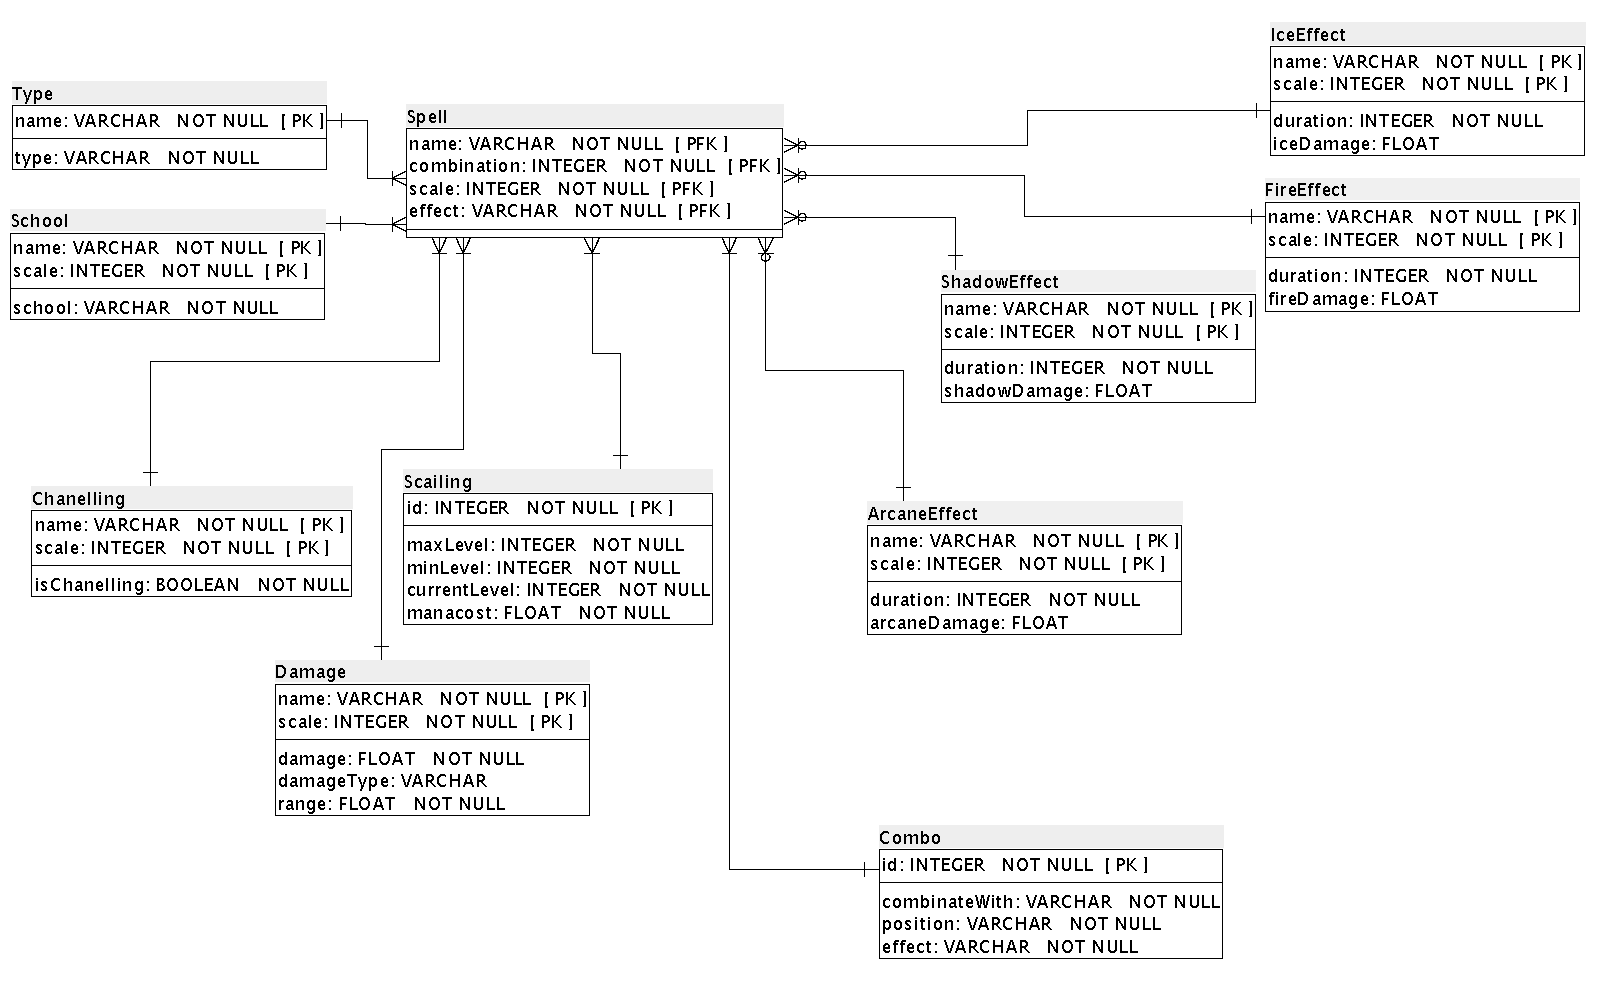 Type
name: VARCHAR NOT NULL [ PK ]
type: VARCHAR NOT NULL
School
name: VARCHAR NOT NULL [ PK ]
scale: INTEGER NOT NULL [ PK ]
school: VARCHAR NOT NULL
Spell
name: VARCHAR NOT NULL [ PFK ]
combination: INTEGER NOT NULL [ PFK ]
scale: INTEGER NOT NULL [ PFK ]
effect: VARCHAR NOT NULL [ PFK ]
IceEffect
name: VARCHAR NOT NULL [ PK ]
scale: INTEGER NOT NULL [ PK ]
duration: INTEGER NOT NULL
iceDamage: FLOAT
FireEffect
name: VARCHAR NOT NULL [ PK ]
scale: INTEGER NOT NULL [ PK ]
duration: INTEGER NOT NULL
fireDamage: FLOAT
ShadowEffect
name: VARCHAR NOT NULL [ PK ]
scale: INTEGER NOT NULL [ PK ]
duration: INTEGER NOT NULL
shadowDamage: FLOAT
Chanelling
name: VARCHAR NOT NULL [ PK ]
scale: INTEGER NOT NULL [ PK ]
isChanelling: BOOLEAN NOT NULL
Scailing
id: INTEGER NOT NULL [ PK ]
maxLevel: INTEGER NOT NULL
minLevel: INTEGER NOT NULL
currentLevel: INTEGER NOT NULL
manacost: FLOAT NOT NULL
ArcaneEffect
name: VARCHAR NOT NULL [ PK ]
scale: INTEGER NOT NULL [ PK ]
duration: INTEGER NOT NULL
arcaneDamage: FLOAT
Damage
name: VARCHAR NOT NULL [ PK ]
scale: INTEGER NOT NULL [ PK ]
damage: FLOAT NOT NULL
damageType: VARCHAR
range: FLOAT NOT NULL
Combo
id: INTEGER NOT NULL [ PK ]
combinateWith: VARCHAR NOT NULL
position: VARCHAR NOT NULL
effect: VARCHAR NOT NULL